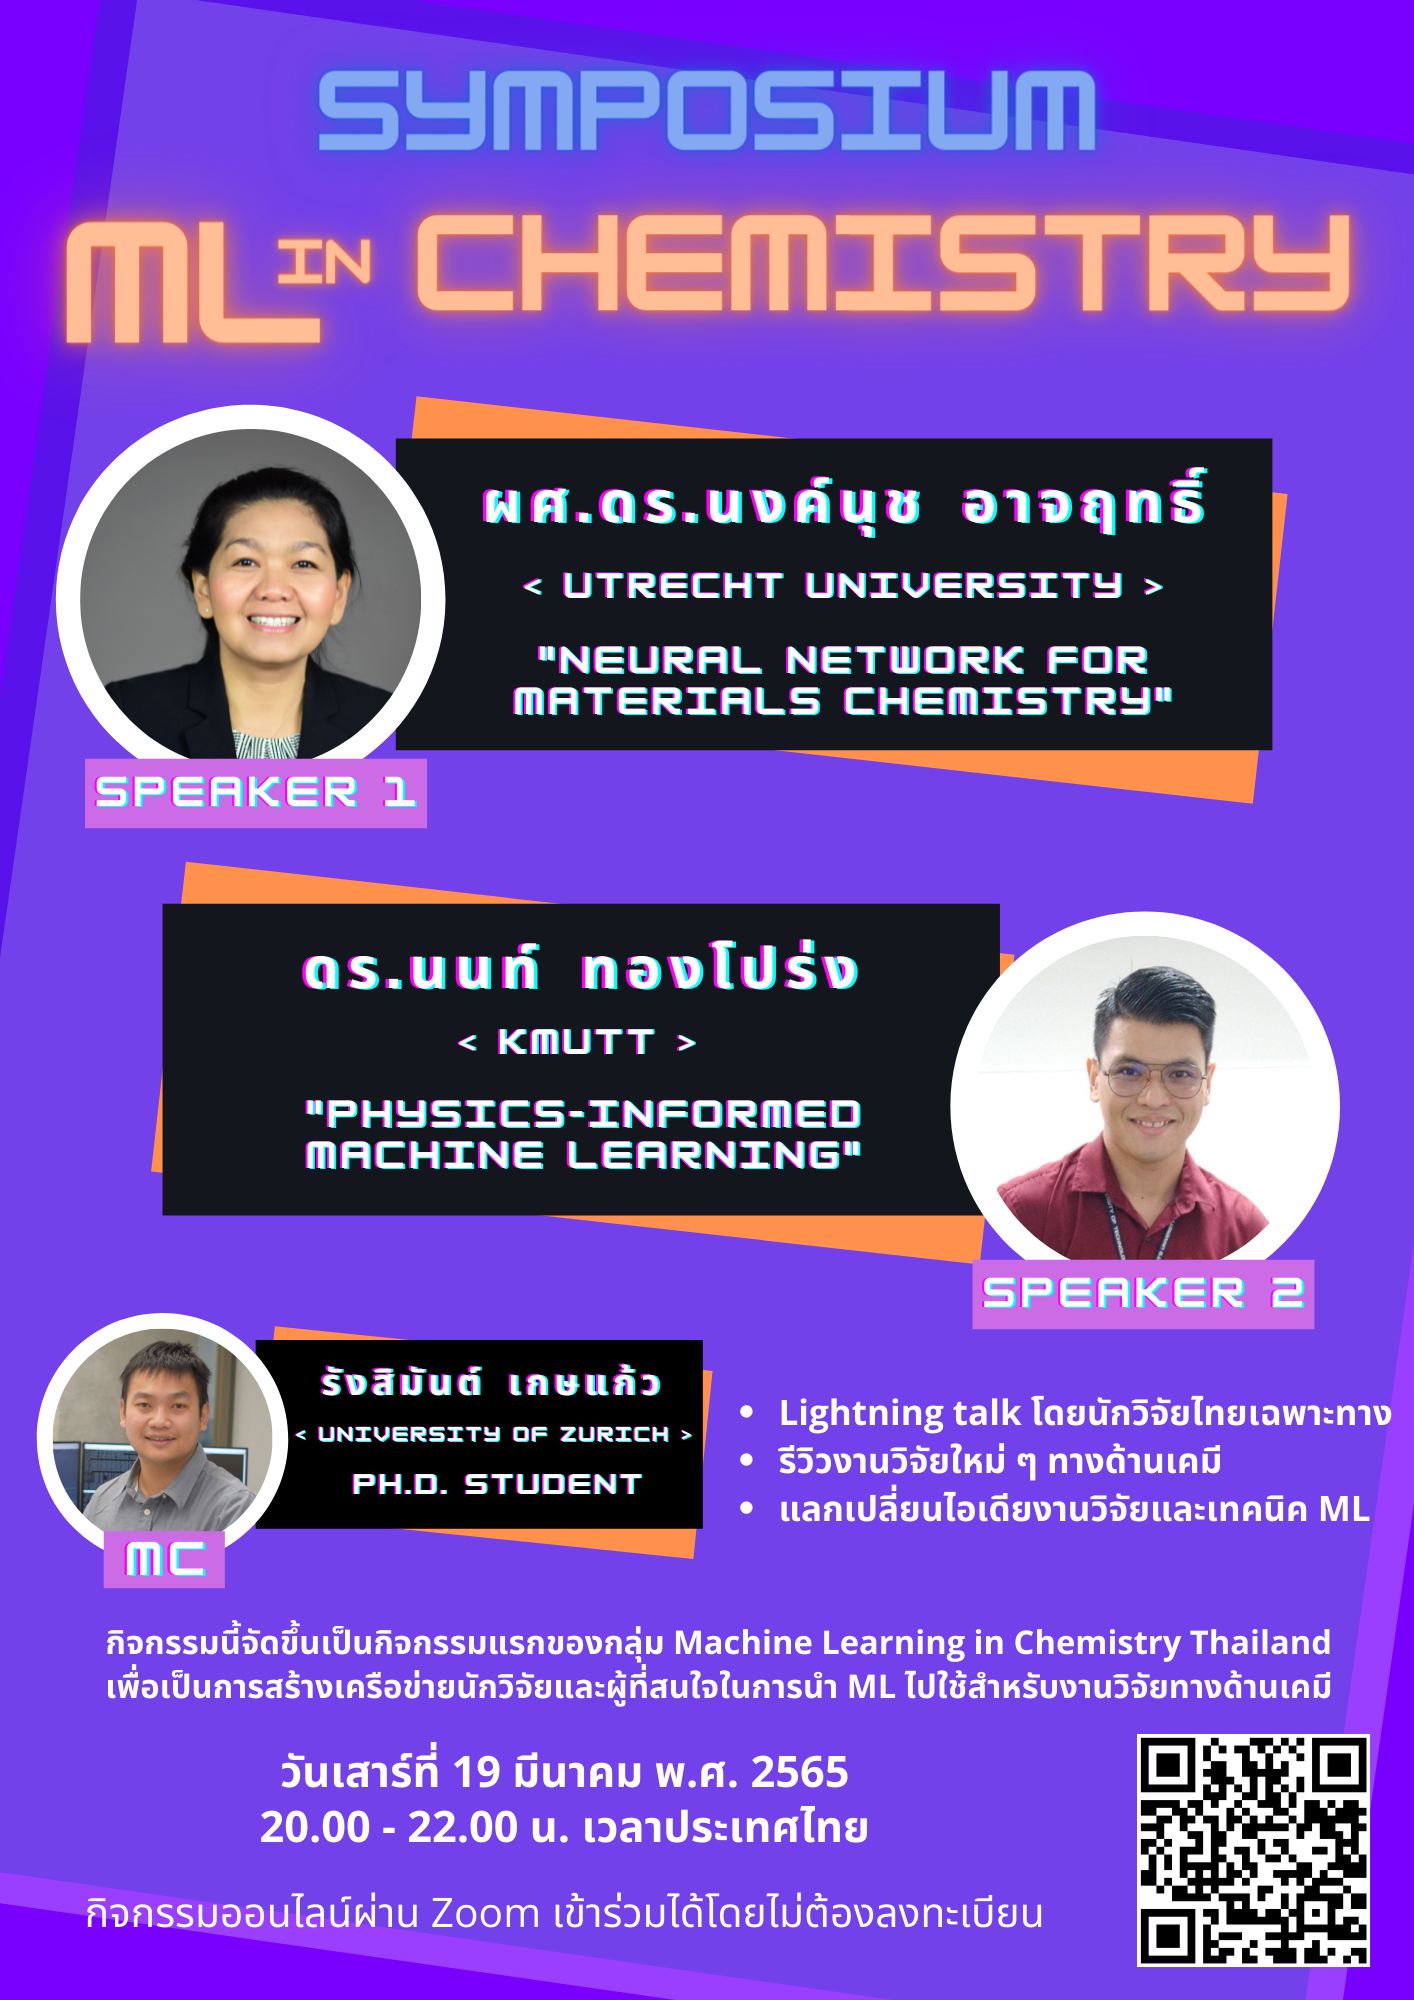 SYMPOSIUM
ML IN CHEMISTRY
ผศ.ดร.นงค์นุช อาจฤทธิ์
< UTRECHT UNIVERSITY >
"NEURAL NETWORK FOR
MATERIALS CHEMISTRY"
SPEAKER 1
ดร.นนท์ ทองโปร่ง
< KMUTT >
"PHYSICS-INFORMED
MACHINE LEARNING"
SPEAKER 2
รังสิมันต์ เกษแก้ว
< UNIVERSITY OF ZURICH >
PH.D. STUDENT
MC
• Lightning talk โดยนักวิจัยไทยเฉพาะทาง
• รีวิวงานวิจัยใหม่ ๆ ทางด้านเคมี
• แลกเปลี่ยนไอเดียงานวิจัยและเทคนิค ML
กิจกรรมนี้จัดขึ้นเป็นกิจกรรมแรกของกลุ่ม Machine Learning in Chemistry Thailand
เพื่อเป็นการสร้างเครือข่ายนักวิจัยและผู้ที่สนใจในการนำ ML ไปใช้สำหรับงานวิจัยทางด้านเคมี
วันเสาร์ที่ 19 มีนาคม พ.ศ. 2565
20.00 - 22.00 น. เวลาประเทศไทย
กิจกรรมออนไลน์ผ่าน Zoom เข้าร่วมได้โดยไม่ต้องลงทะเบียน